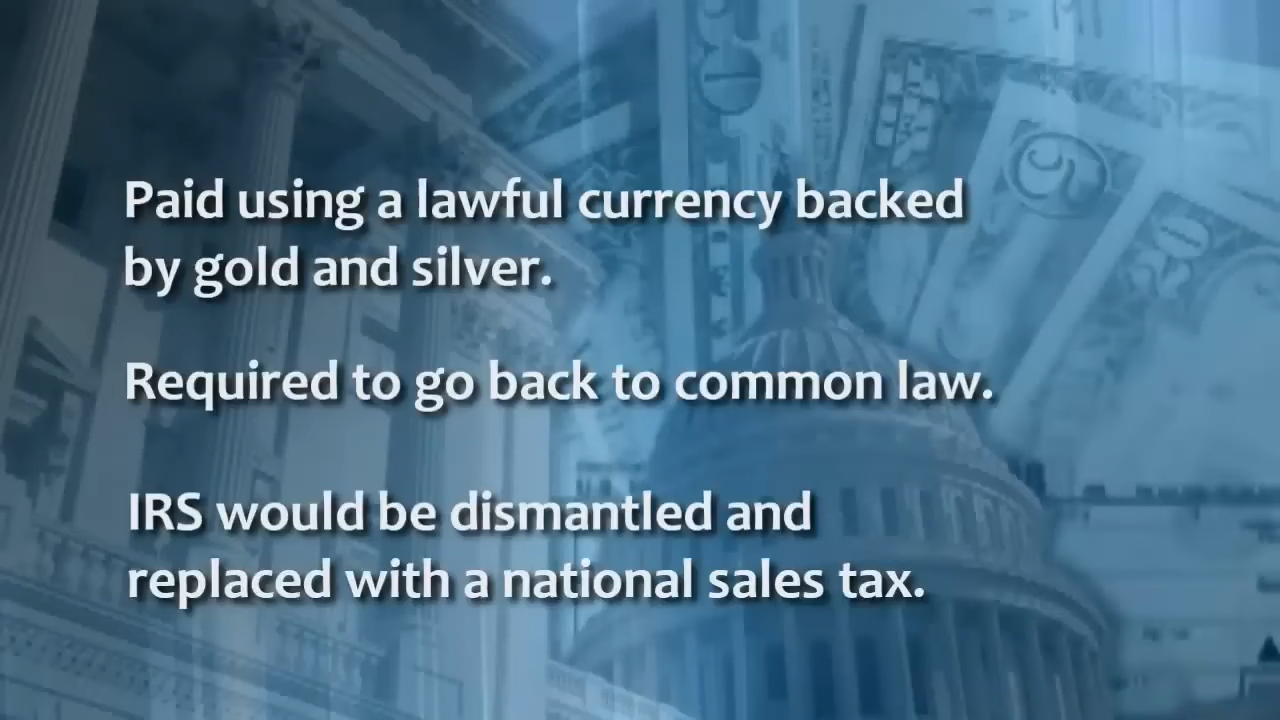 Paid using a lawful currency backed
by gold and silver.
Required to go back to common law.
IRS would be dismantled and
replaced with a national sales tax.